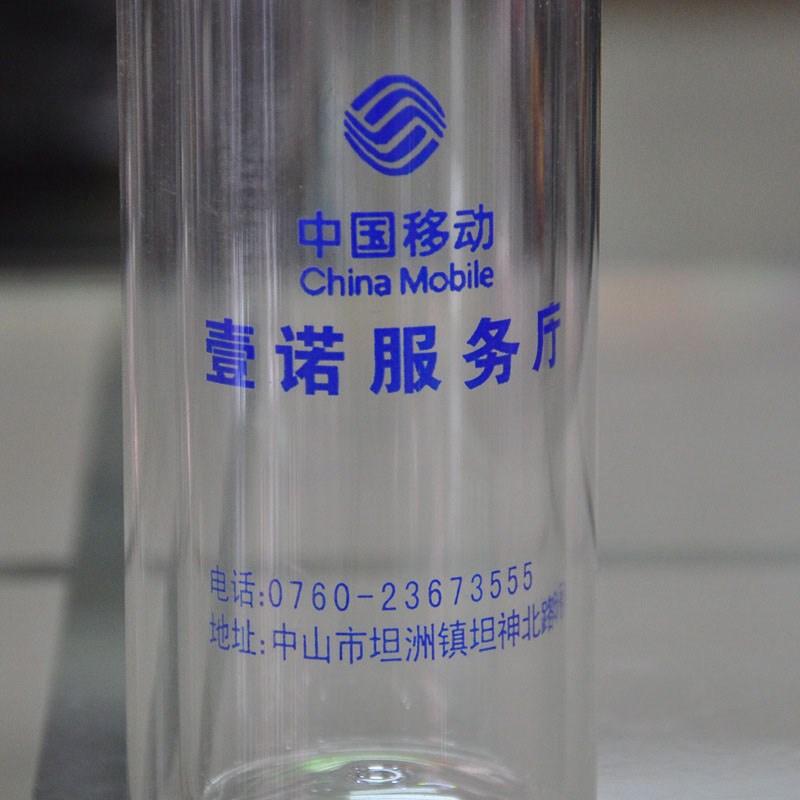 中国移动
China Mobile
壹诺服务厅
电话:0760-23673555
地址:中山市坦洲镇坦神北路